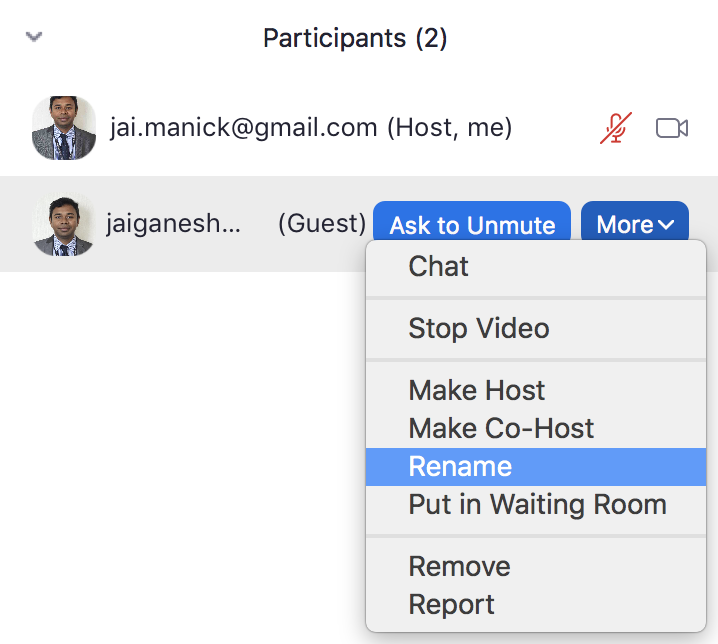 Participants (2)
jai.manick@gmail.com (Host, me)
jaiganesh... (Guest) Ask to Unmute More
Chat
Stop Video
Make Host
Make Co-Host
Rename
Put in Waiting Room
Remove
Report